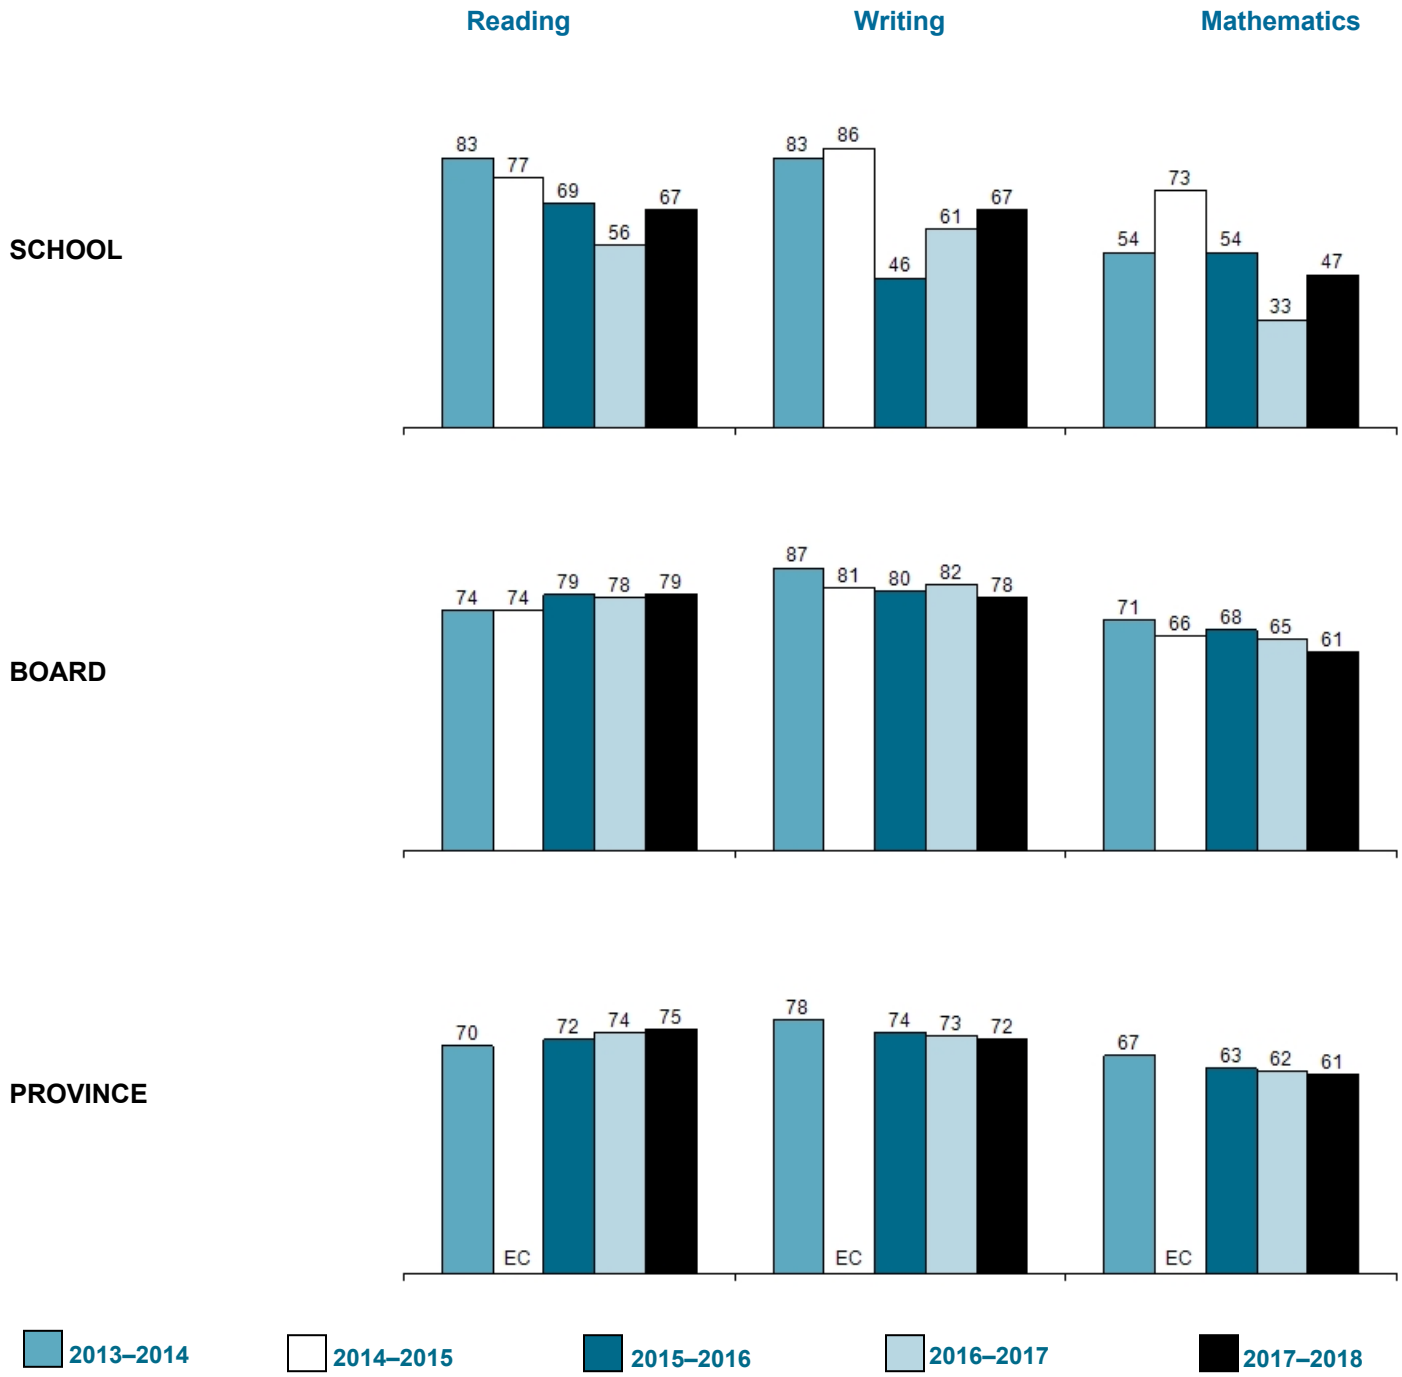 Reading Writing Mathematics
SCHOOL
83 77 69 56 67
83 86 46 61 67
54 73 54 33 47
BOARD
74 74 79 78 79
87 81 80 82 78
71 66 68 65 61
PROVINCE
70 EC 72 74 75
78 EC 74 73 72
67 EC 63 62 61
2013–2014 2014–2015 2015–2016 2016–2017 2017–2018